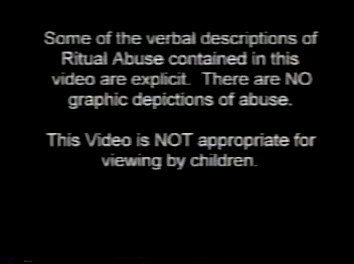 Some of the verbal descriptions of
Ritual Abuse contained in this
video are explicit. There are NO
graphic depictions of abuse.
This Video is NOT appropriate for
viewing by children.